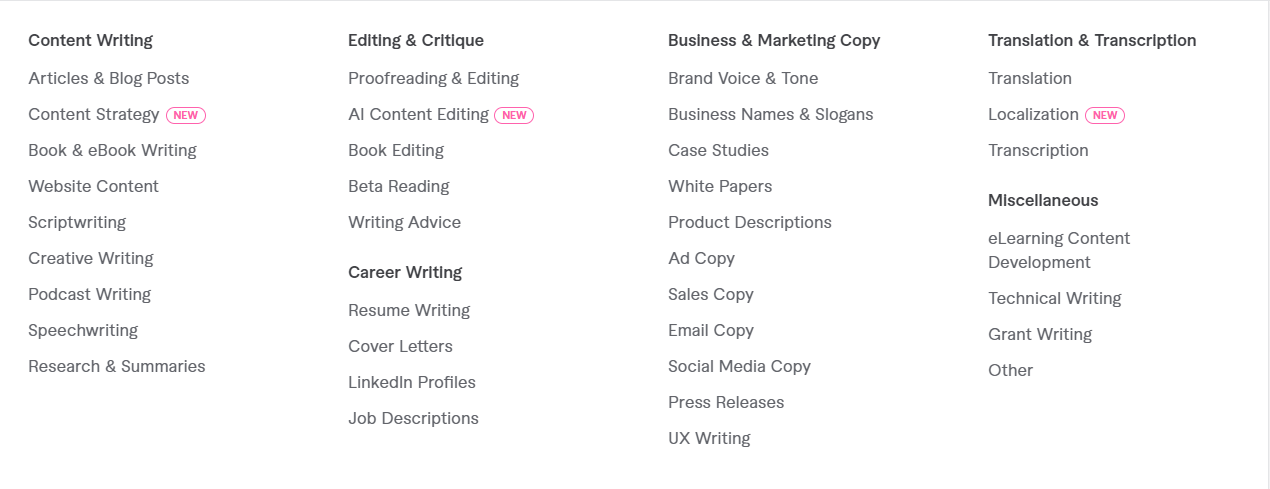 Content Writing
Articles & Blog Posts
Content Strategy NEW
Book & eBook Writing
Website Content
Scriptwriting
Creative Writing
Podcast Writing
Speechwriting
Research & Summaries
Editing & Critique
Proofreading & Editing
AI Content Editing NEW
Book Editing
Beta Reading
Writing Advice
Career Writing
Resume Writing
Cover Letters
LinkedIn Profiles
Job Descriptions
Business & Marketing Copy
Brand Voice & Tone
Business Names & Slogans
Case Studies
White Papers
Product Descriptions
Ad Copy
Sales Copy
Email Copy
Social Media Copy
Press Releases
UX Writing
Translation & Transcription
Translation
Localization NEW
Transcription
Miscellaneous
eLearning Content
Development
Technical Writing
Grant Writing
Other